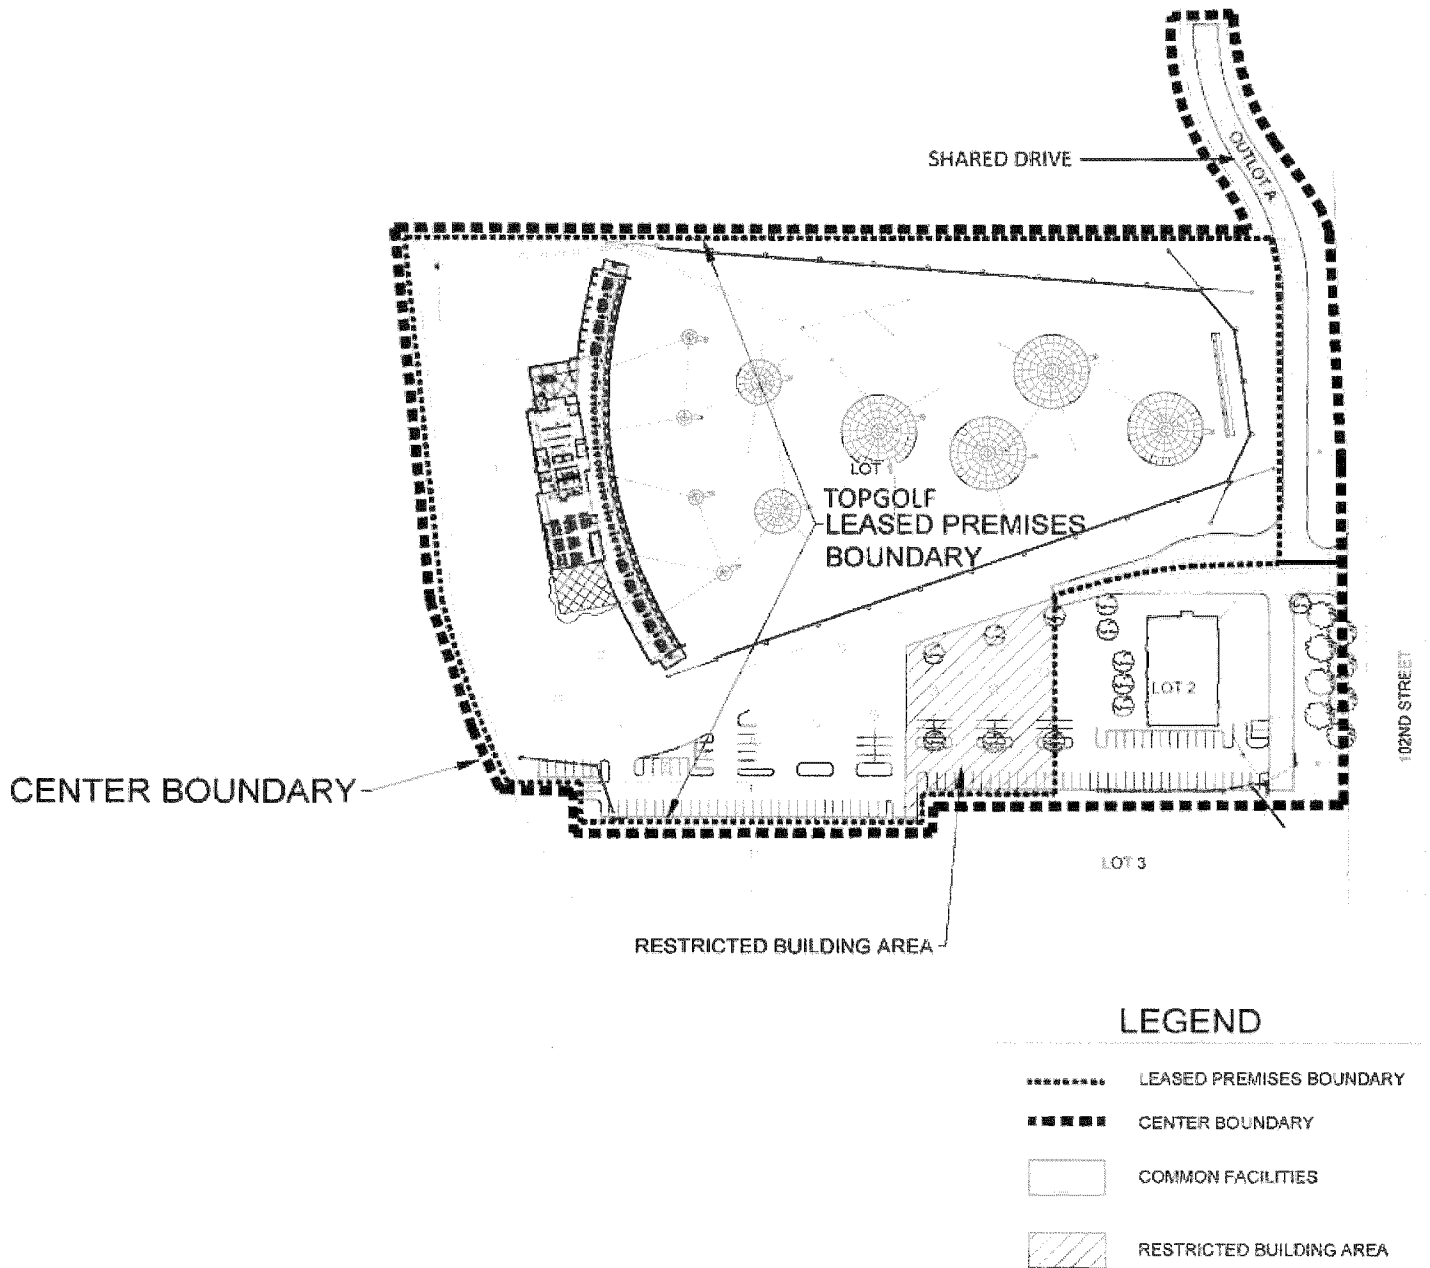 SHARED DRIVE
OUTLOT A
LOT 1
TOPGOLF
LEASED PREMISES
BOUNDARY
LOT 2
102ND STREET
CENTER BOUNDARY
LOT 3
RESTRICTED BUILDING AREA
LEGEND
LEASED PREMISES BOUNDARY
CENTER BOUNDARY
COMMON FACILITIES
RESTRICTED BUILDING AREA